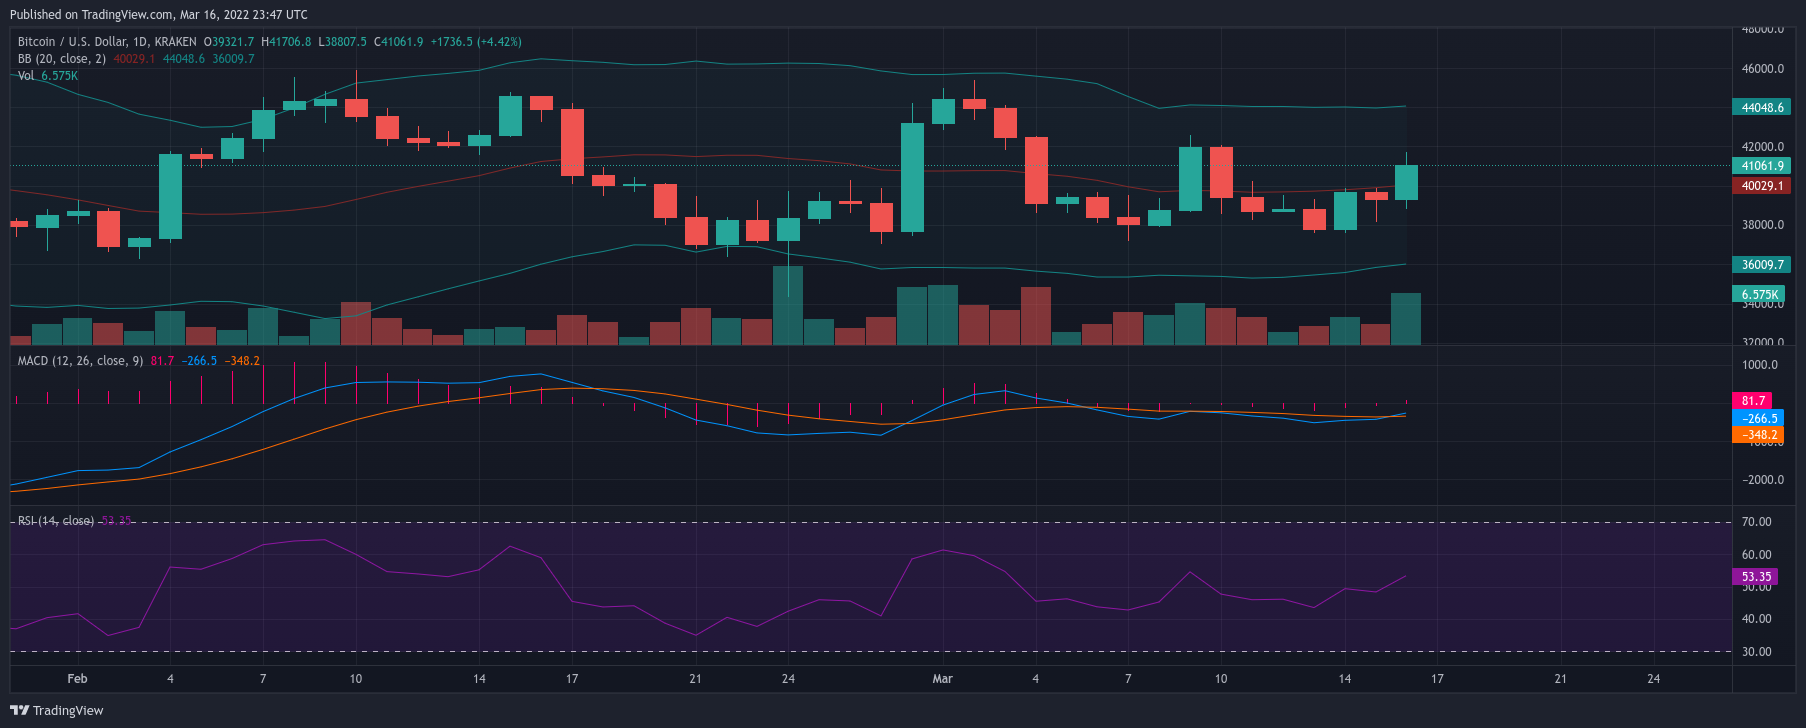 Published on TradingView.com, Mar 16, 2022 23:47 UTC
Bitcoin / U.S. Dollar, 1D, KRAKEN O39321.7 H41706.8 L38807.5 C41061.9 +1736.5 (+4.42%)
BB (20, close, 2) 40029.1 44048.6 36009.7
Vol 6.575K
48000.0
46000.0
44048.6
42000.0
41061.9
40029.1
38000.0
36009.7
6.575K
34000.0
32000.0
MACD (12, 26, close, 9) 81.7 −266.5 −348.2
1000.0
81.7
−266.5
−348.2
−1000.0
−2000.0
RSI (14, close) 53.35
70.00
60.00
53.35
50.00
40.00
30.00
Feb 4 7 10 14 17 21 24 Mar 4 7 10 14 17 21 24
TradingView